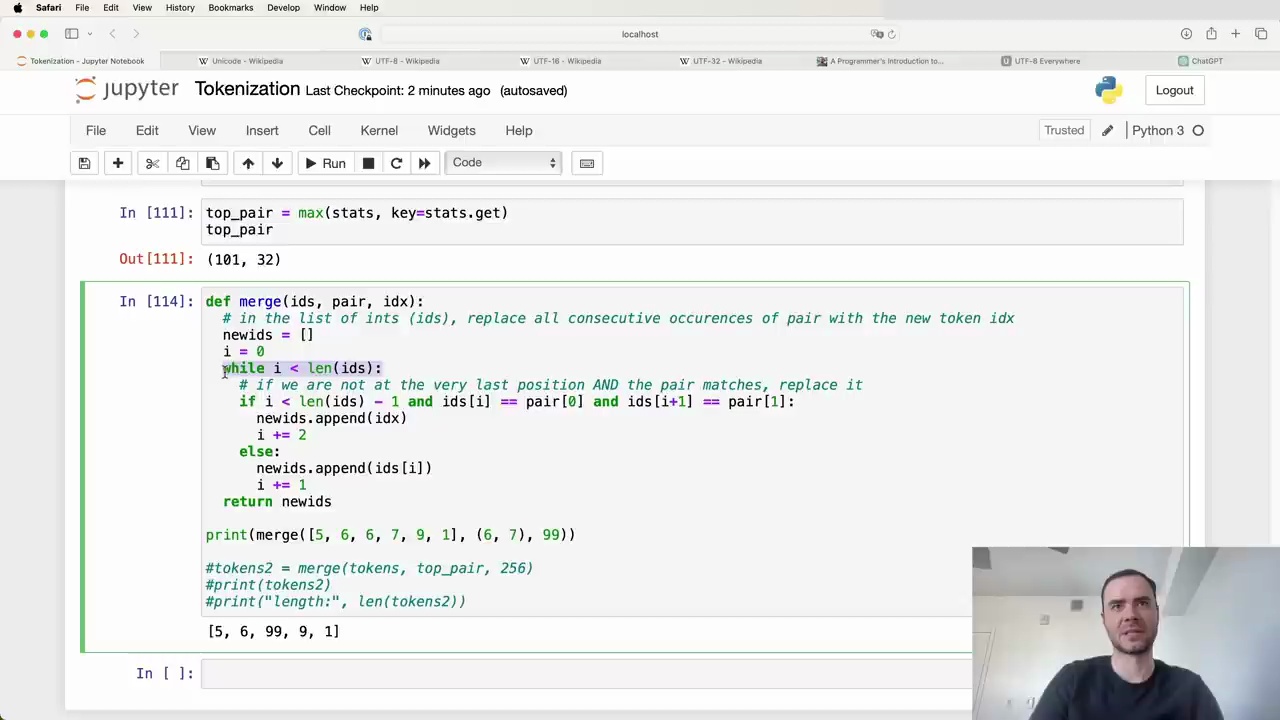 Safari File Edit View History Bookmarks Develop Window Help
localhost
Tokenization - Jupyter Notebook
Unicode - Wikipedia
UTF-8 - Wikipedia
UTF-16 - Wikipedia
UTF-32 - Wikipedia
A Programmer's Introduction to...
UTF-8 Everywhere
ChatGPT
jupyter Tokenization Last Checkpoint: 2 minutes ago (autosaved)
Logout
File Edit View Insert Cell Kernel Widgets Help
Trusted
Python 3
Run
Code
In [111]:
top_pair = max(stats, key=stats.get)
top_pair
Out[111]: (101, 32)
In [114]:
def merge(ids, pair, idx):
  # in the list of ints (ids), replace all consecutive occurences of pair with the new token idx
  newids = []
  i = 0
  while i < len(ids):
    # if we are not at the very last position AND the pair matches, replace it
    if i < len(ids) - 1 and ids[i] == pair[0] and ids[i+1] == pair[1]:
      newids.append(idx)
      i += 2
    else:
      newids.append(ids[i])
      i += 1
  return newids
print(merge([5, 6, 6, 7, 9, 1], (6, 7), 99))
#tokens2 = merge(tokens, top_pair, 256)
#print(tokens2)
#print("length:", len(tokens2))
[5, 6, 99, 9, 1]
In [ ]: